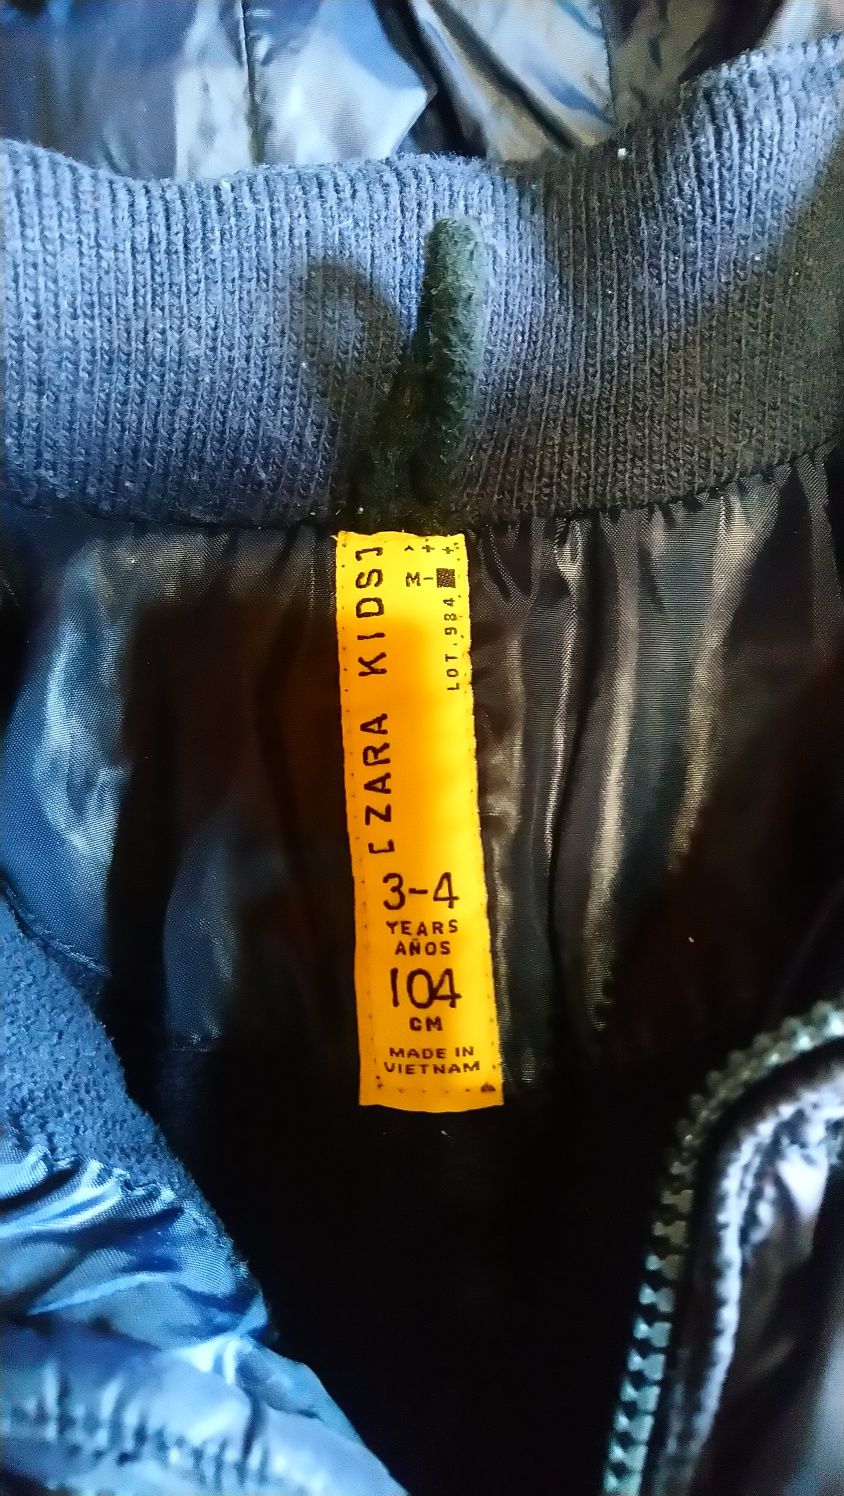 [ZARA KIDS]
M-
LOT.984
3-4
YEARS
AÑOS
104
CM
MADE IN
VIETNAM